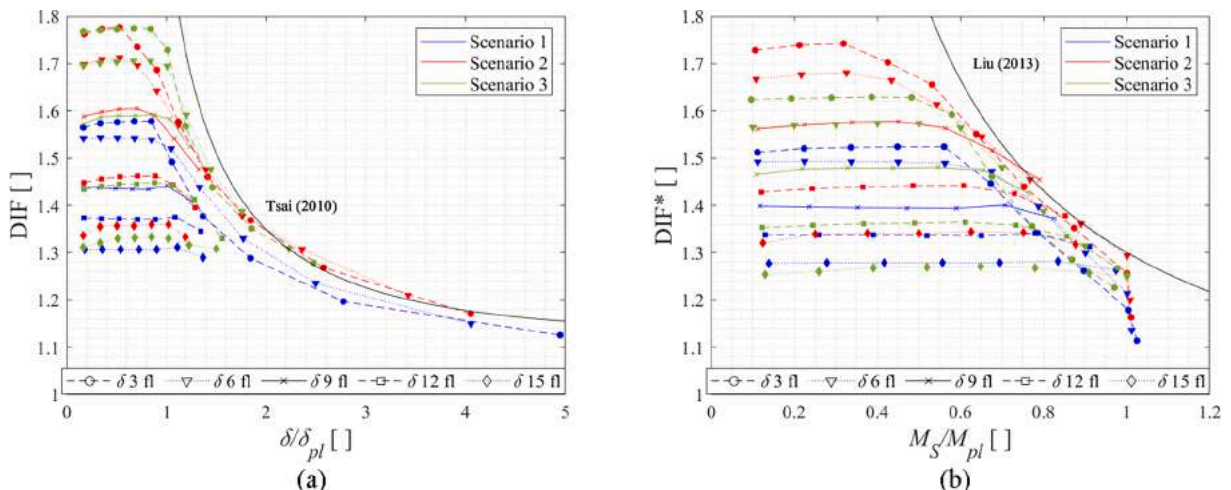 1.8
1.7
1.6
1.5
1.4
1.3
1.2
1.1
1
DIF [ ]
Scenario 1
Scenario 2
Scenario 3
Tsai (2010)
δ 3 fl δ 6 fl δ 9 fl δ 12 fl δ 15 fl
0 1 2 3 4 5
δ/δpl [ ]
(a)
1.8
1.7
1.6
1.5
1.4
1.3
1.2
1.1
1
DIF* [ ]
Liu (2013)
Scenario 1
Scenario 2
Scenario 3
δ 3 fl δ 6 fl δ 9 fl δ 12 fl δ 15 fl
0 0.2 0.4 0.6 0.8 1 1.2
MS/Mpl [ ]
(b)